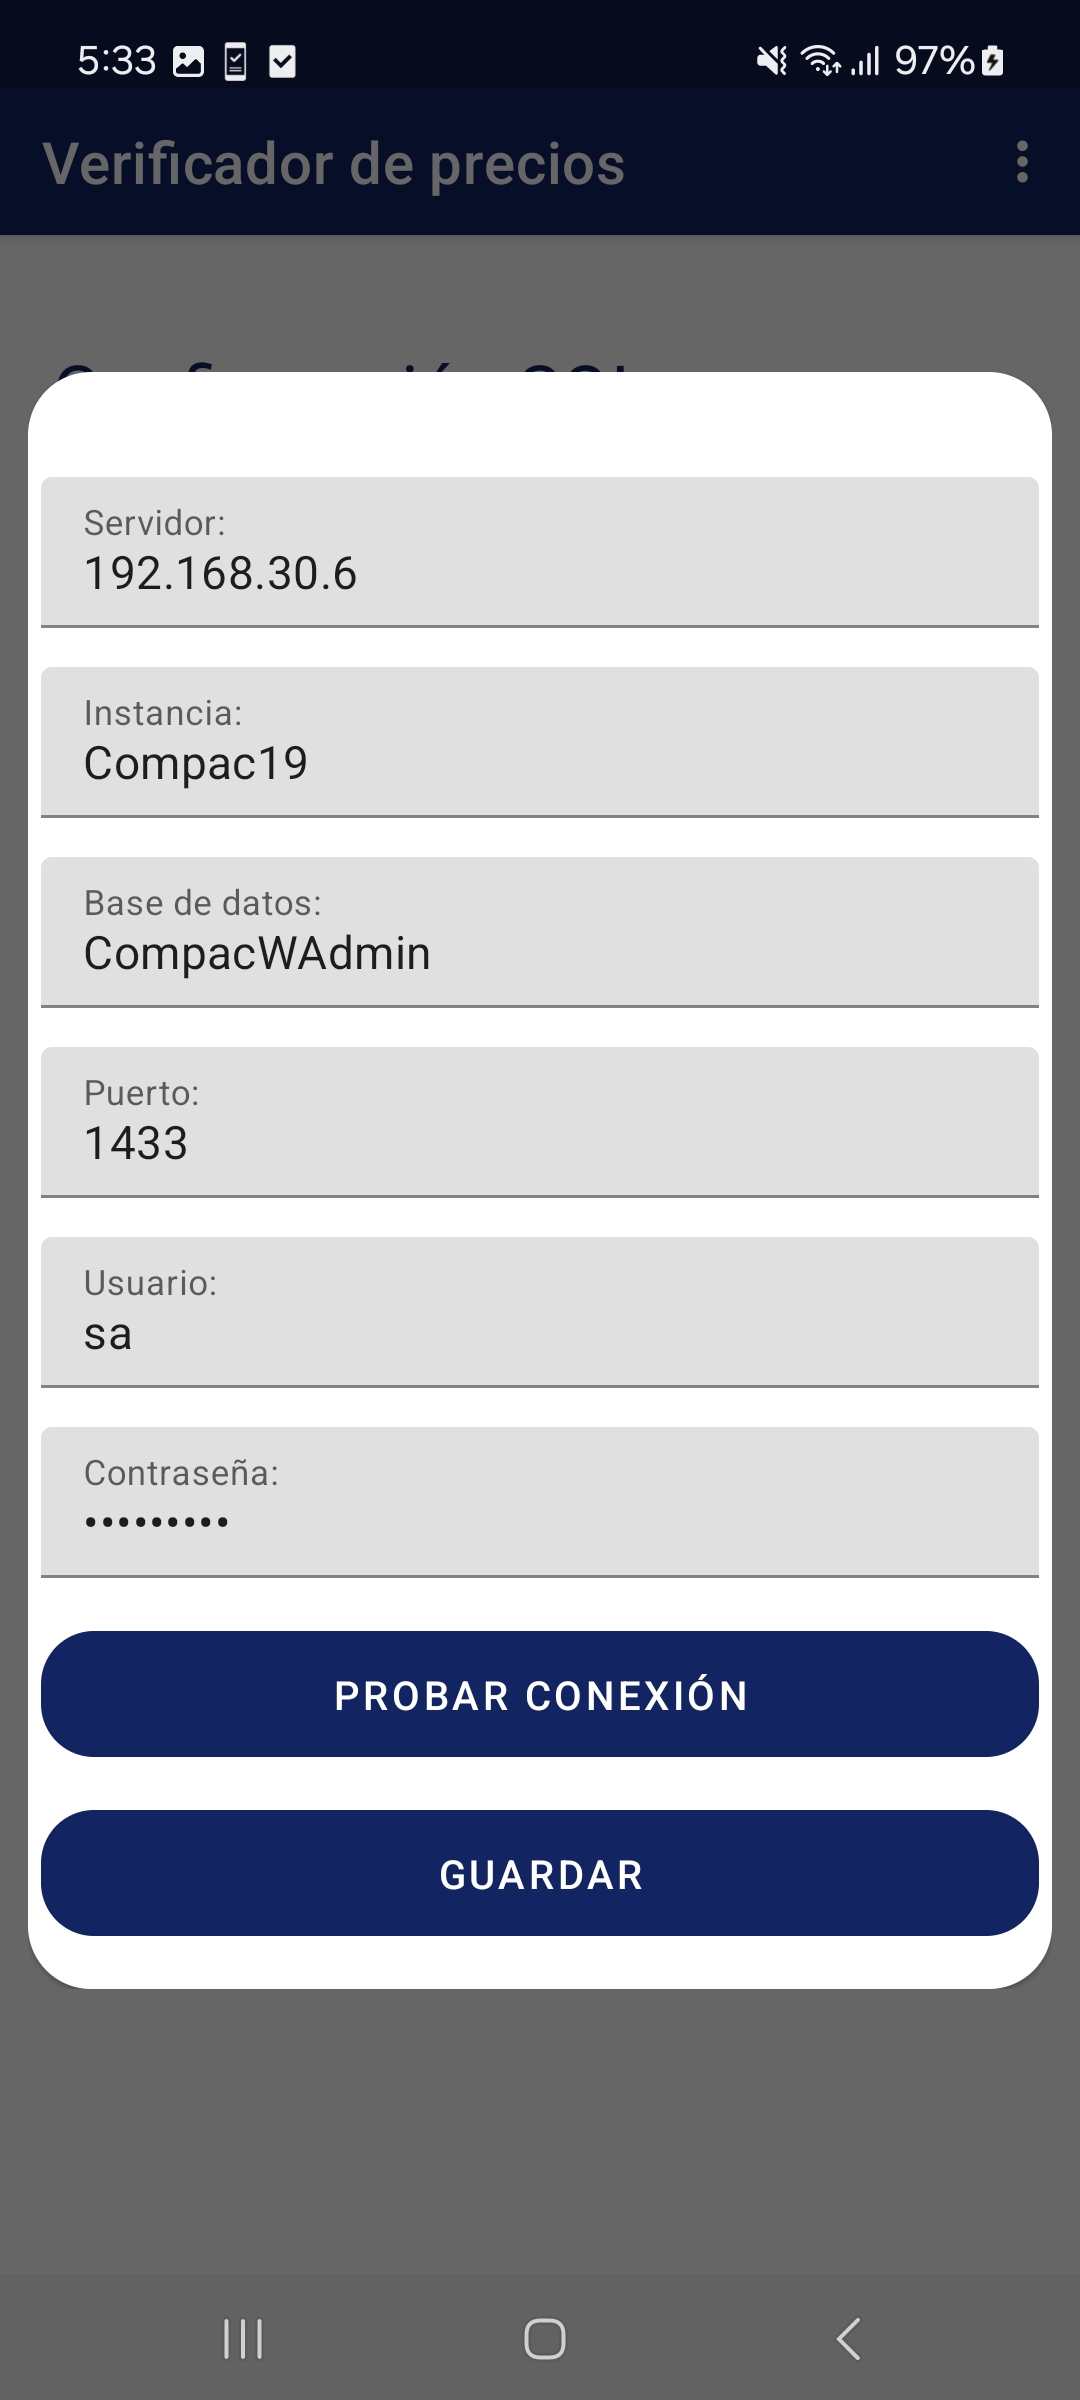 5:33
97%
Verificador de precios
Servidor:
192.168.30.6
Instancia:
Compac19
Base de datos:
CompacWAdmin
Puerto:
1433
Usuario:
sa
Contraseña:
•••••••••
PROBAR CONEXIÓN
GUARDAR